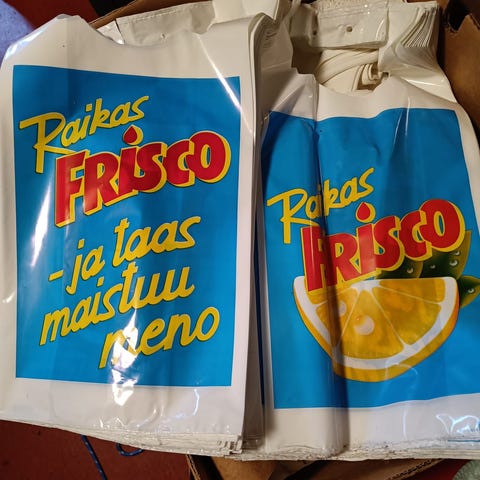 Raikas
FRISCO
- ja taas
maistuu
meno
Raikas
FRISCO